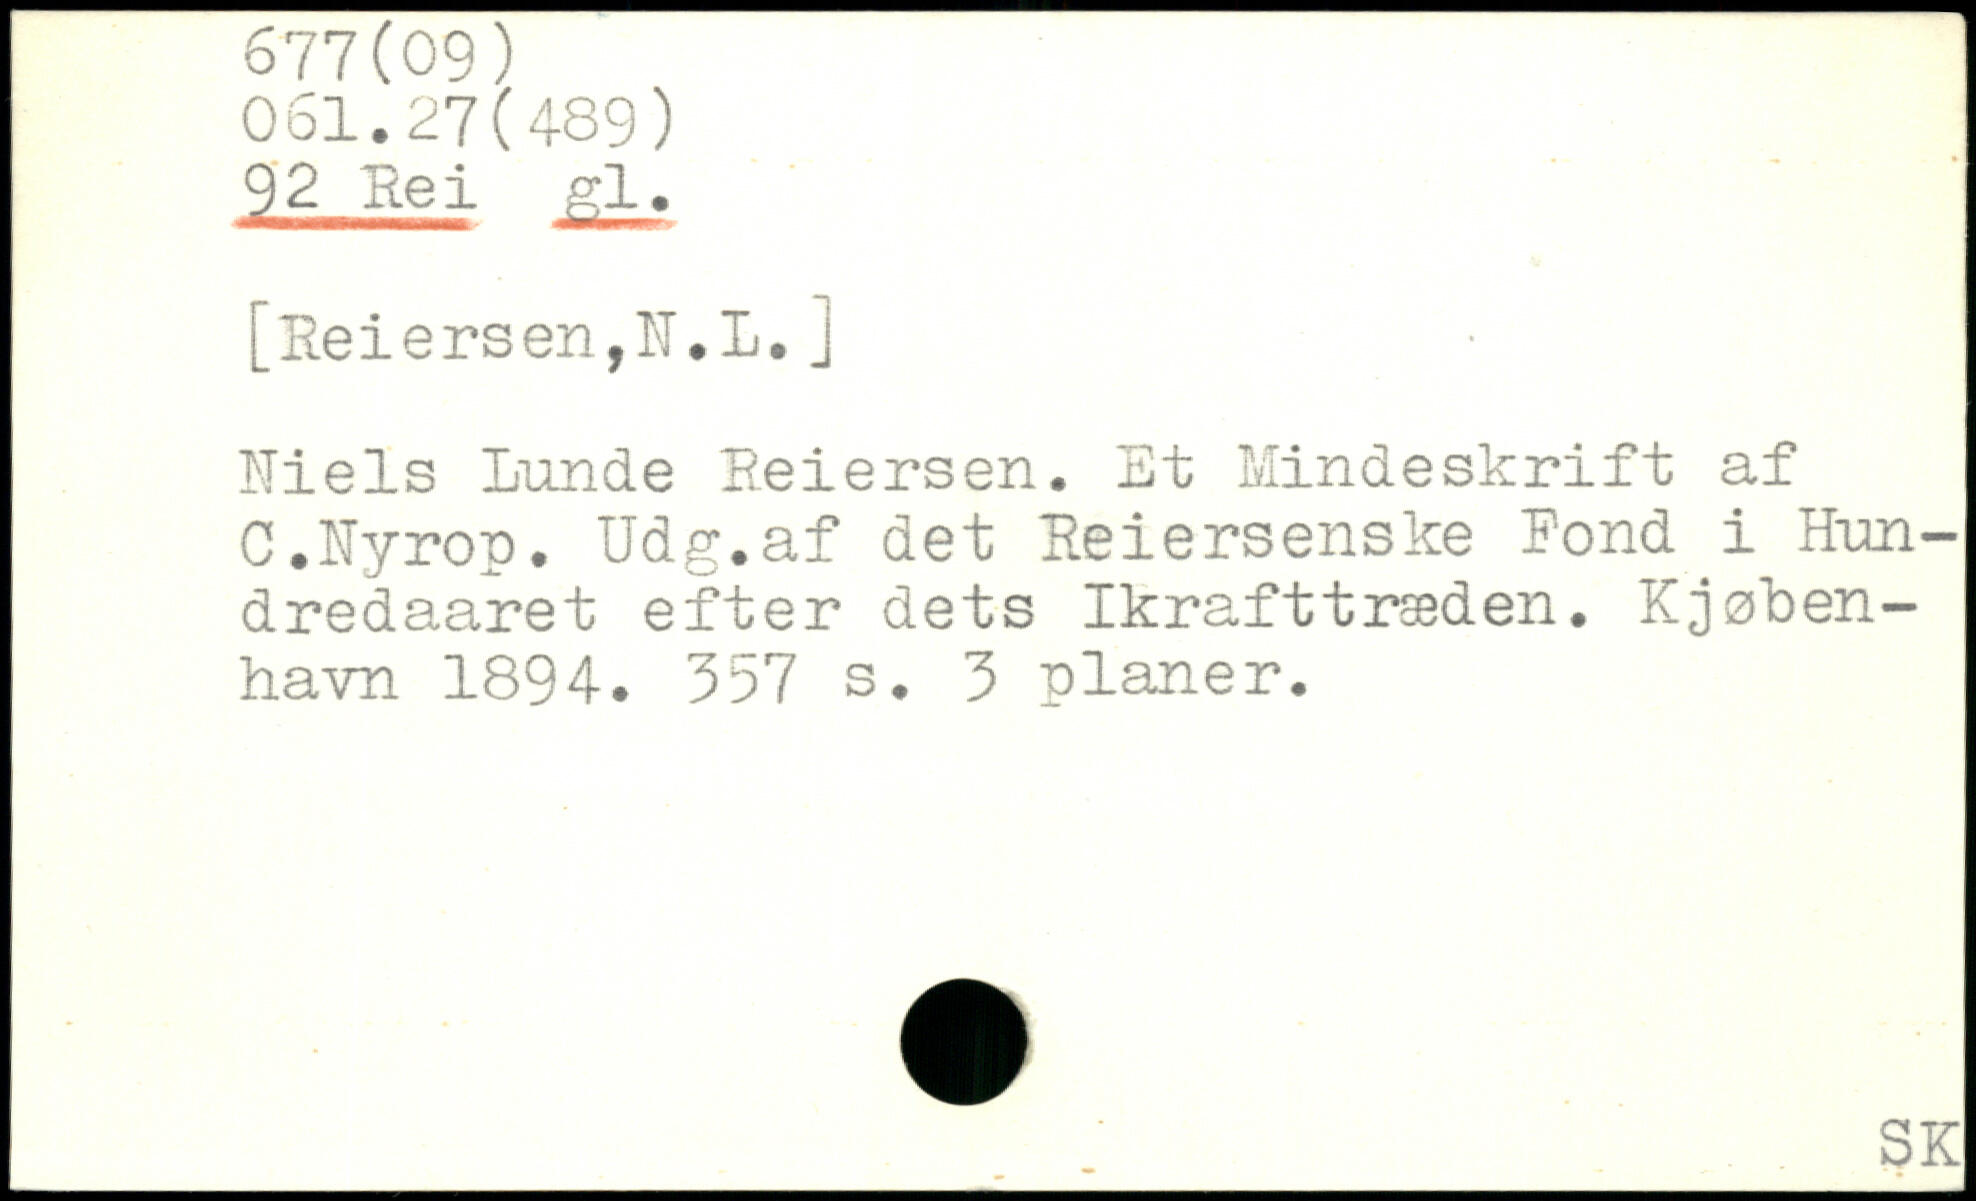 677(09)
061.27(489)
92 Rei gl.
[Reiersen,N.L.]
Niels Lunde Reiersen. Et Mindeskrift af
C.Nyrop. Udg.af det Reiersenske Fond i Hun-
dredaaret efter dets Ikrafttræden. Kjøben-
havn 1894. 357 s. 3 planer.
SK